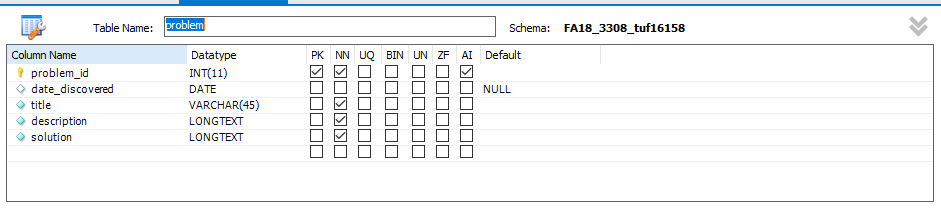 Table Name: problem Schema: FA18_3308_tuf16158
Column Name Datatype PK NN UQ BIN UN ZF AI Default
problem_id INT(11)
date_discovered DATE NULL
title VARCHAR(45)
description LONGTEXT
solution LONGTEXT